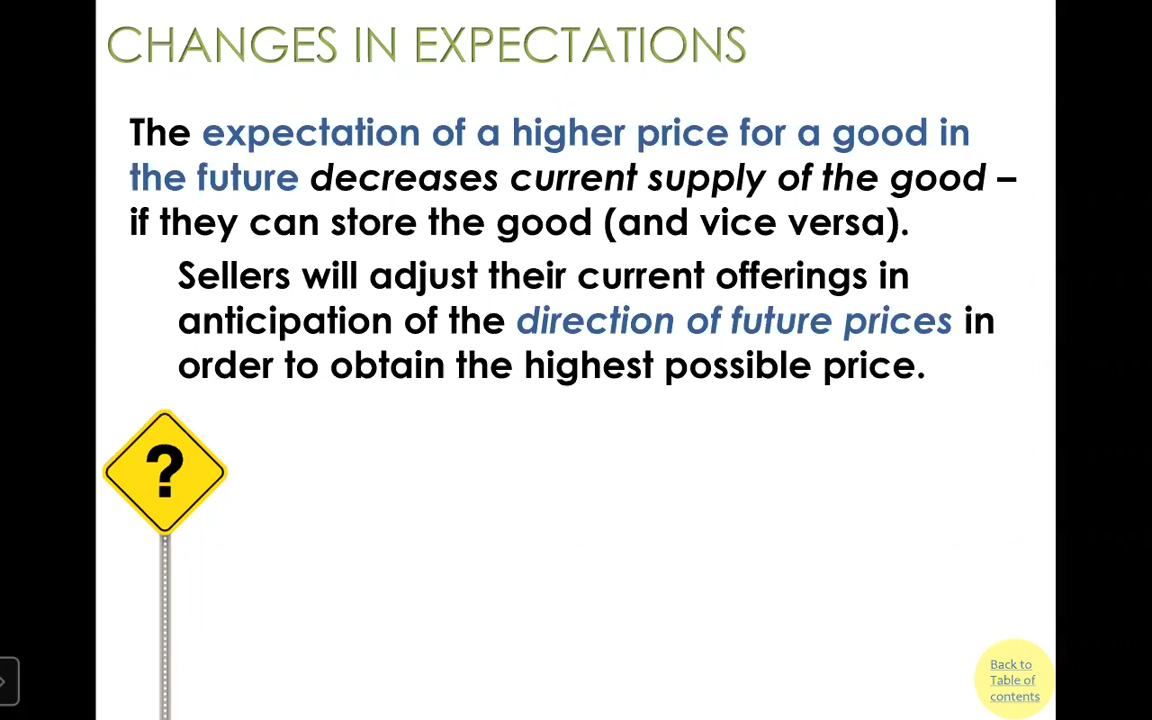 CHANGES IN EXPECTATIONS
The expectation of a higher price for a good in
the future decreases current supply of the good –
if they can store the good (and vice versa).
Sellers will adjust their current offerings in
anticipation of the direction of future prices in
order to obtain the highest possible price.
?
Back to
Table of
contents